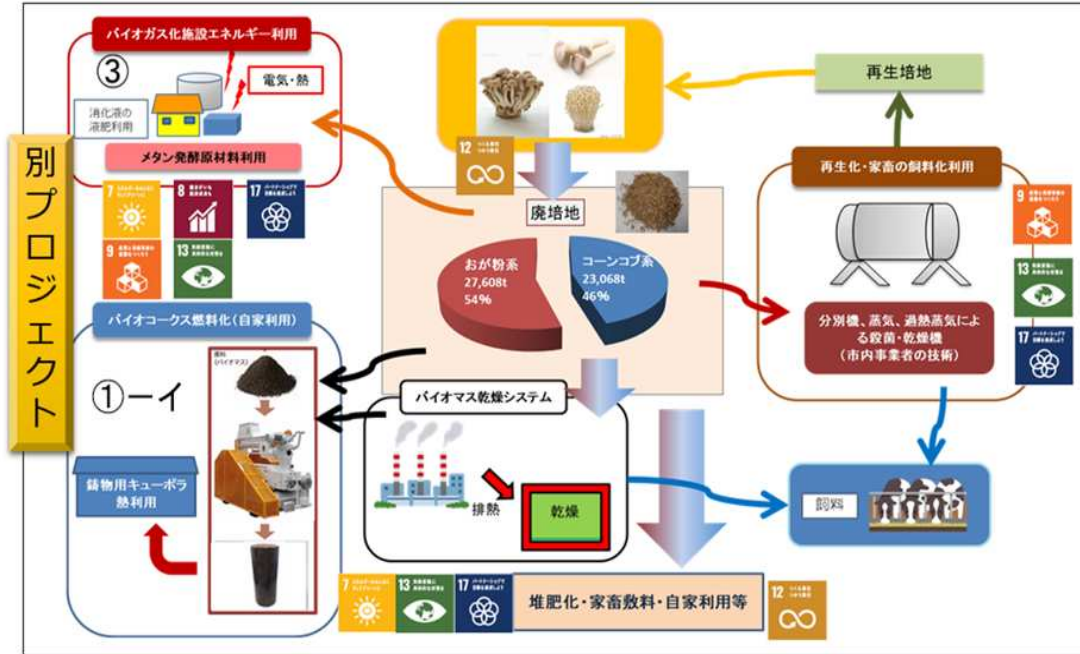 別プロジェクト
バイオガス化施設エネルギー利用
③
電気・熱
消化液の
液肥利用
メタン発酵原材料利用
7
8
17
9
13
バイオコークス燃料化(自家利用)
①ーイ
(バイオマス)
鋳物用キューポラ
熱利用
12
廃培地
おが粉系
27,608t
54%
コーンコブ系
23,068t
46%
バイオマス乾燥システム
排熱
乾燥
再生培地
再生化・家畜の飼料化利用
分別機、蒸気、過熱蒸気によ
る殺菌・乾燥機
(市内事業者の技術)
9
13
17
飼料
7
13
17
堆肥化・家畜敷料・自家利用等
12